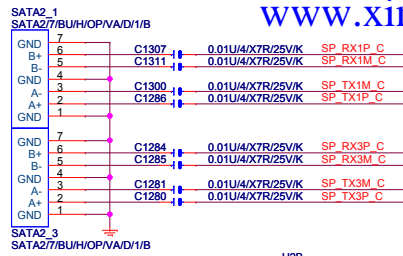 SATA2_1
SATA2/7/BU/H/OP/VA/D/1/B
www.xi
GND 7
B+ 6 C1307 0.01U/4/X7R/25V/K SP_RX1P_C
B- 5 C1311 0.01U/4/X7R/25V/K SP_RX1M_C
GND 4
A- 3 C1300 0.01U/4/X7R/25V/K SP_TX1M_C
A+ 2 C1286 0.01U/4/X7R/25V/K SP_TX1P_C
GND 1
GND 7
B+ 6 C1284 0.01U/4/X7R/25V/K SP_RX3P_C
B- 5 C1285 0.01U/4/X7R/25V/K SP_RX3M_C
GND 4
A- 3 C1281 0.01U/4/X7R/25V/K SP_TX3M_C
A+ 2 C1280 0.01U/4/X7R/25V/K SP_TX3P_C
GND 1
SATA2_3
SATA2/7/BU/H/OP/VA/D/1/B